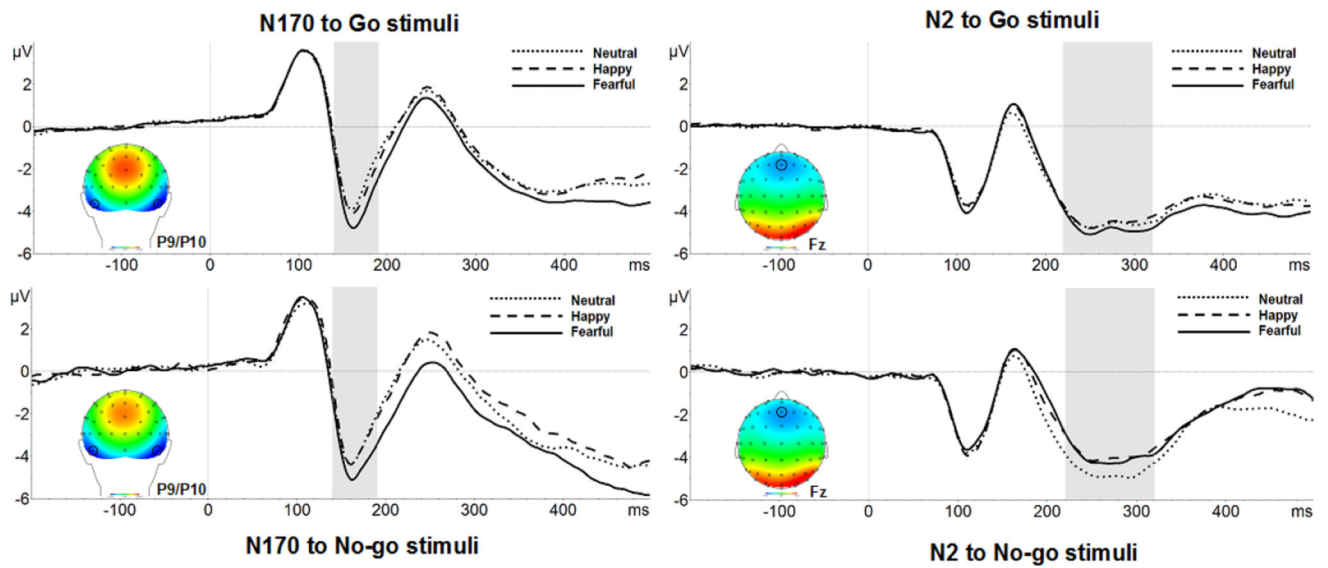 N170 to Go stimuli
µV
Neutral
Happy
Fearful
2
0
-2
-4
-6
P9/P10
-100 0 100 200 300 400 ms
N2 to Go stimuli
µV
Neutral
Happy
Fearful
2
0
-2
-4
-6
Fz
-100 0 100 200 300 400 ms
µV
Neutral
Happy
Fearful
2
0
-2
-4
-6
P9/P10
-100 0 100 200 300 400 ms
N170 to No-go stimuli
µV
Neutral
Happy
Fearful
2
0
-2
-4
-6
Fz
-100 0 100 200 300 400 ms
N2 to No-go stimuli